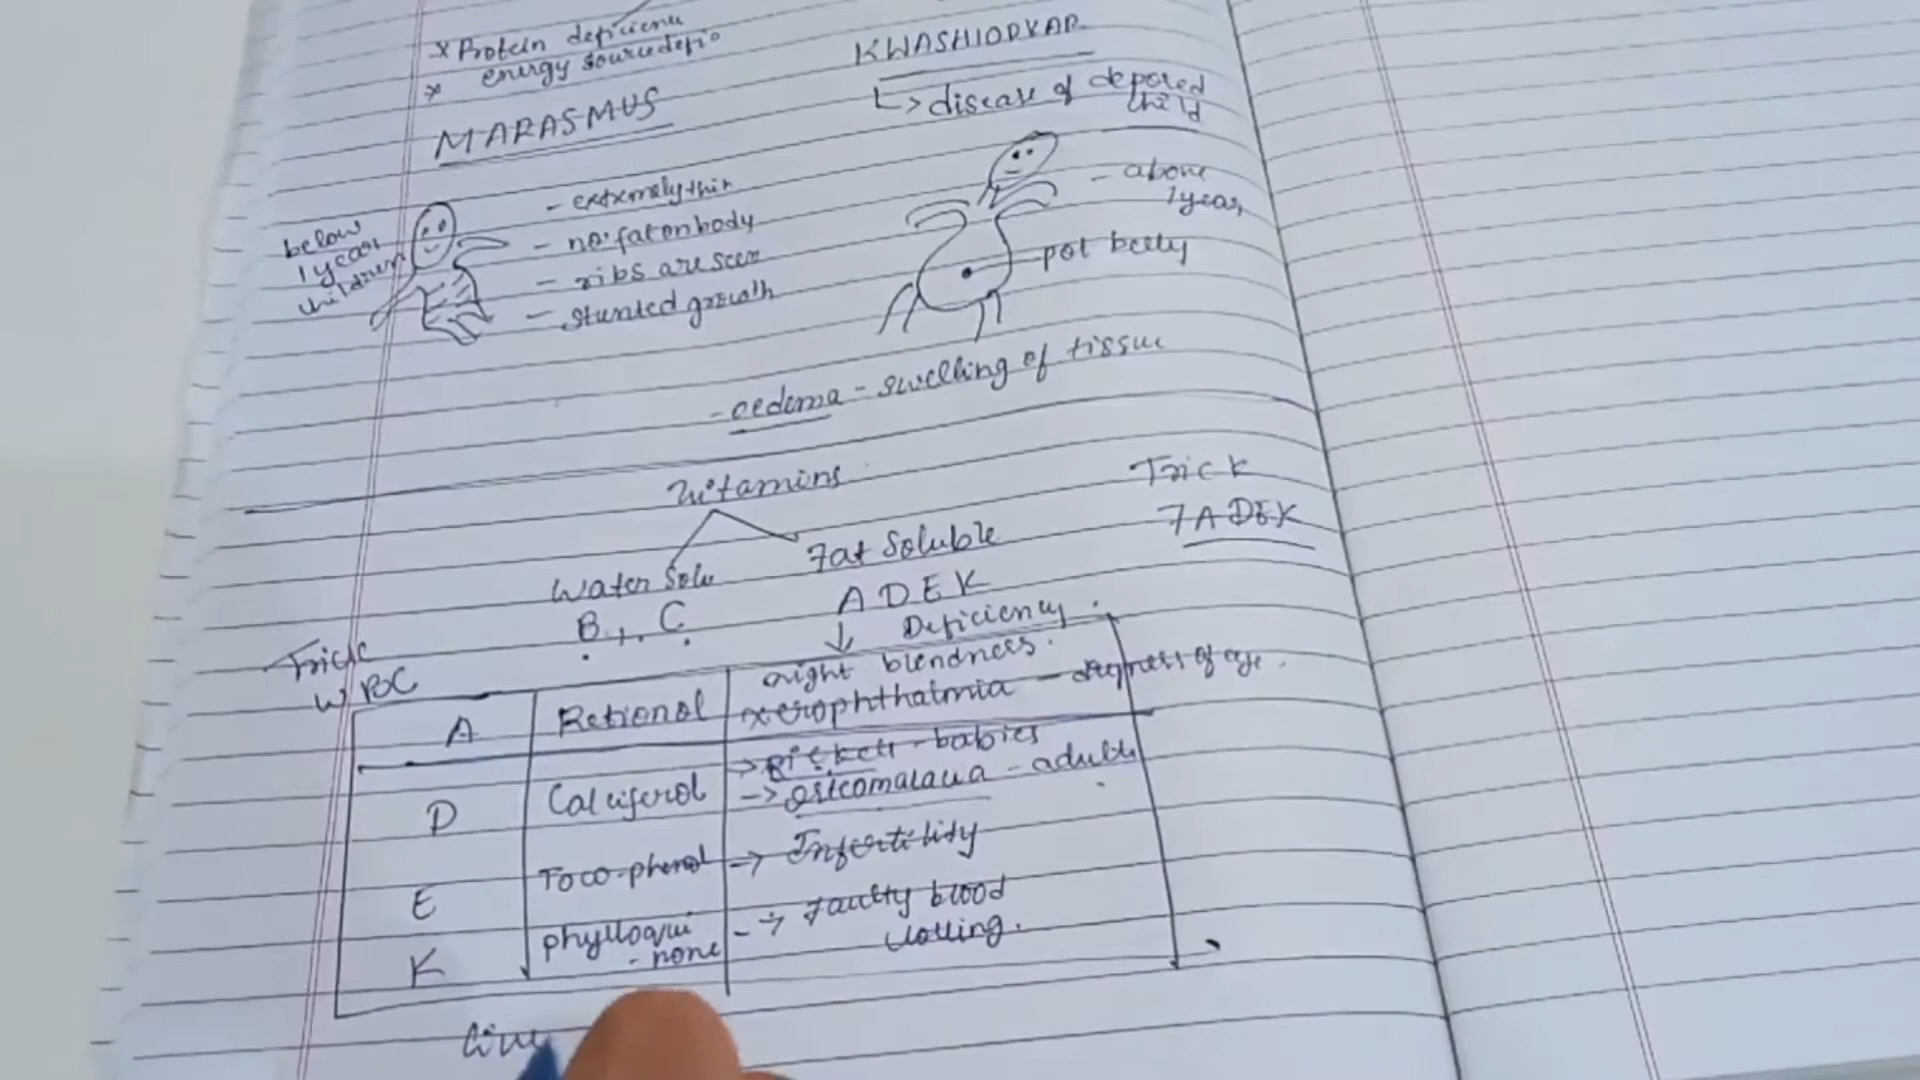 * Protein deficienc
* energy source defi
MARASMUS
below
1 year
children
- extremely thin
- no fat on body
- ribs are seen
- stunted growth
KWASHIORKAR
↳ disease of depored
child
- above
1 year
pot belly
- oedema - swelling of tissue
Vitamins
Water Solu
B, C
Fat Soluble
ADEK
↓ Deficiency
Trick
FADEK
Trick
WBC
A
Retional
night blindness.
xerophthalmia - dryness of eye.
D
Calciferol
→ Rickets - babies
→ osteomalacia - adults
E
Toco-pherol
→ Infertility
K
phylloqui
-none
→ Faulty blood
clotting.